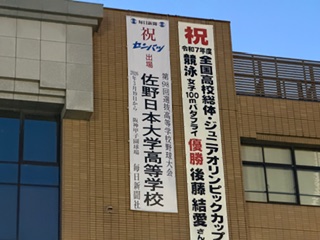 毎日新聞
祝
センバツ
出場
第98回選抜高等学校野球大会
佐野日本大学高等学校
阪神甲子園球場
毎日新聞社
祝
令和7年度
全国高校総体・ジュニアオリンピックカップ
競泳女子100mバタフライ
優勝 後藤 結愛さん